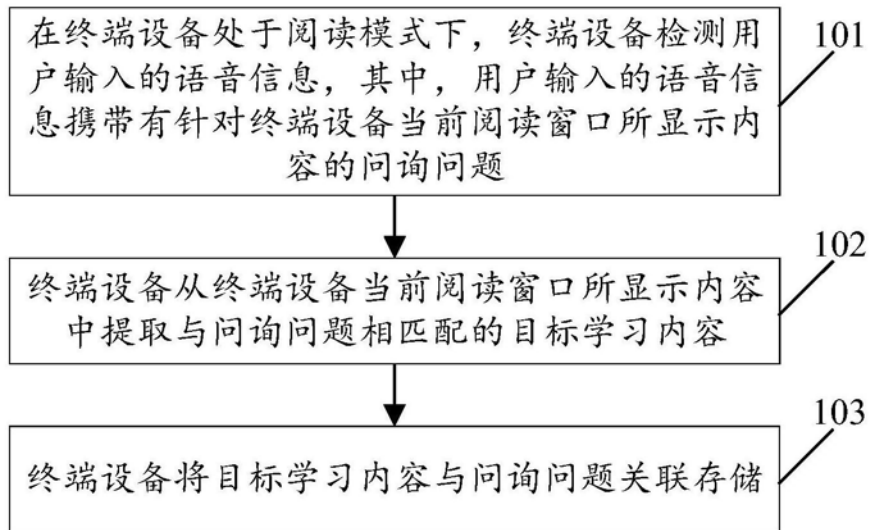 在终端设备处于阅读模式下，终端设备检测用
户输入的语音信息，其中，用户输入的语音信
息携带有针对终端设备当前阅读窗口所显示内
容的问询问题
101
终端设备从终端设备当前阅读窗口所显示内容
中提取与问询问题相匹配的目标学习内容
102
终端设备将目标学习内容与问询问题关联存储
103